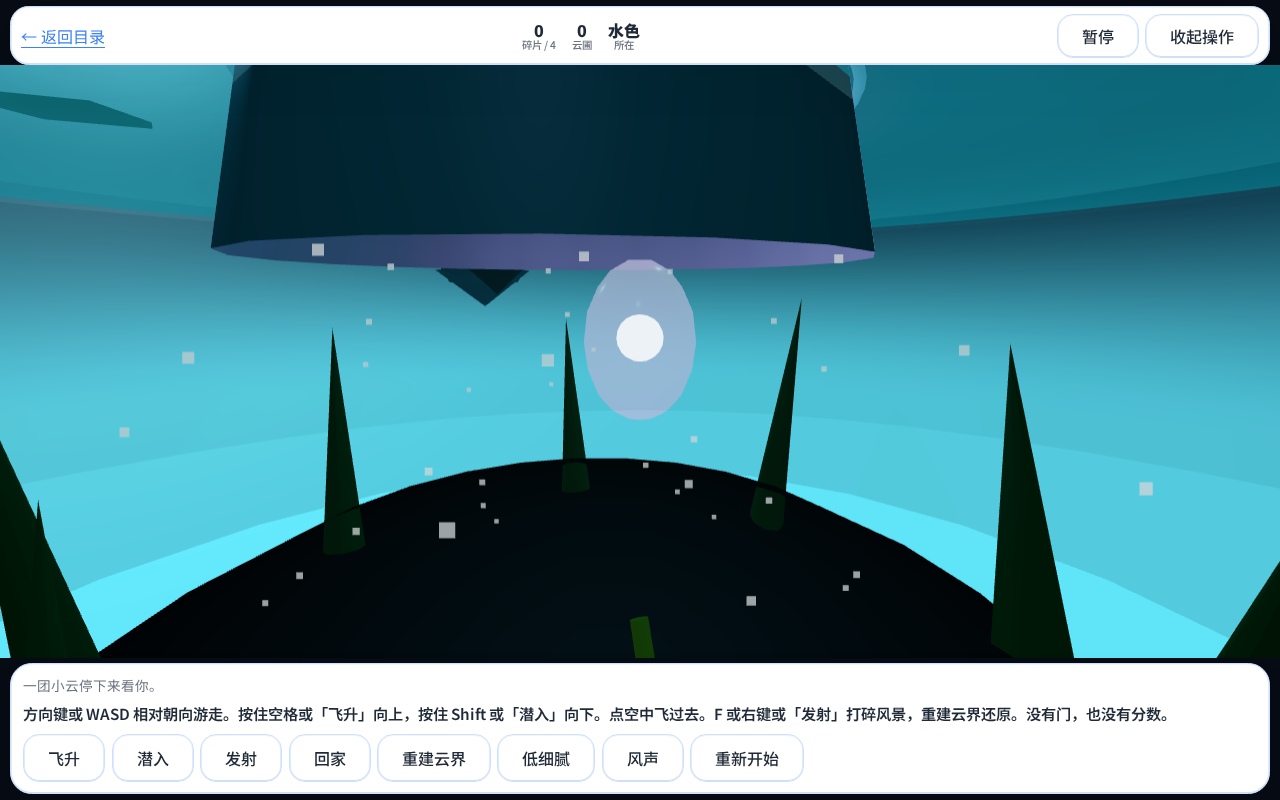 ← 返回目录
0 0 水色
碎片 / 4 云圃 所在
暂停 收起操作
一团小云停下来看你。
方向键或 WASD 相对朝向游走。按住空格或「飞升」向上，按住 Shift 或「潜入」向下。点空中飞过去。F 或右键或「发射」打碎风景，重建云界还原。没有门，也没有分数。
飞升 潜入 发射 回家 重建云界 低细腻 风声 重新开始